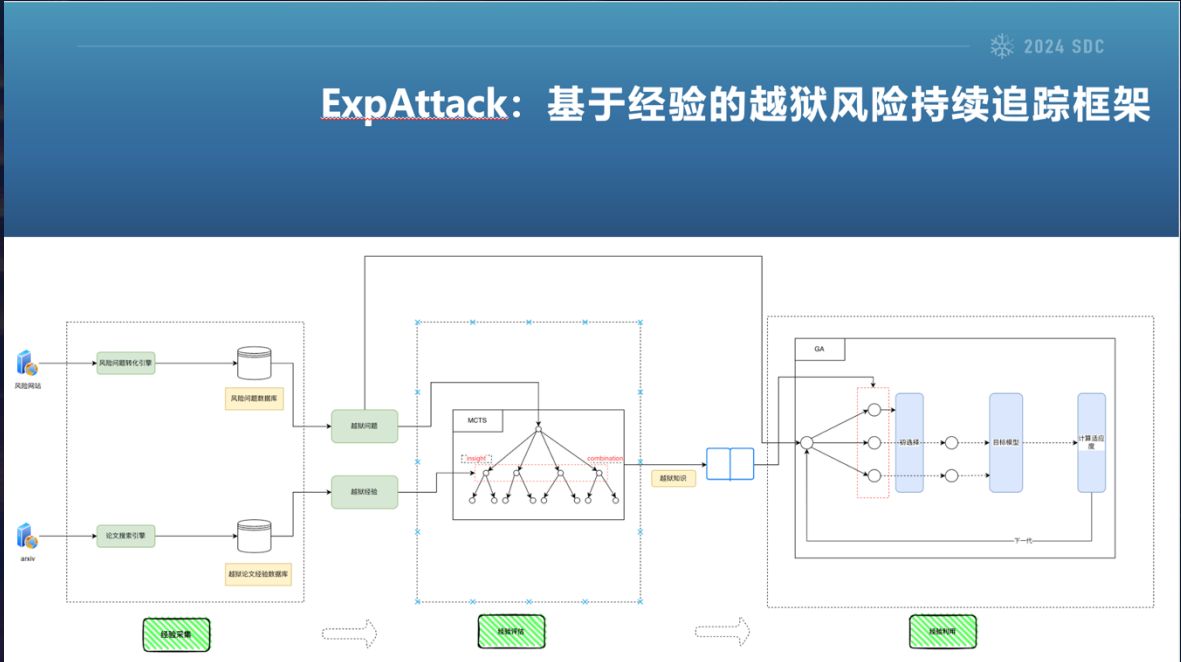 2024 SDC
ExpAttack：基于经验的越狱风险持续追踪框架
风险网站
风险问题转化引擎
风险问题数据库
越狱问题
MCTS
insight
combination
越狱经验
arxiv
论文搜索引擎
越狱论文经验数据库
越狱知识
GA
初选择
目标模型
计算适应
度
下一代
经验采集
经验评估
经验利用